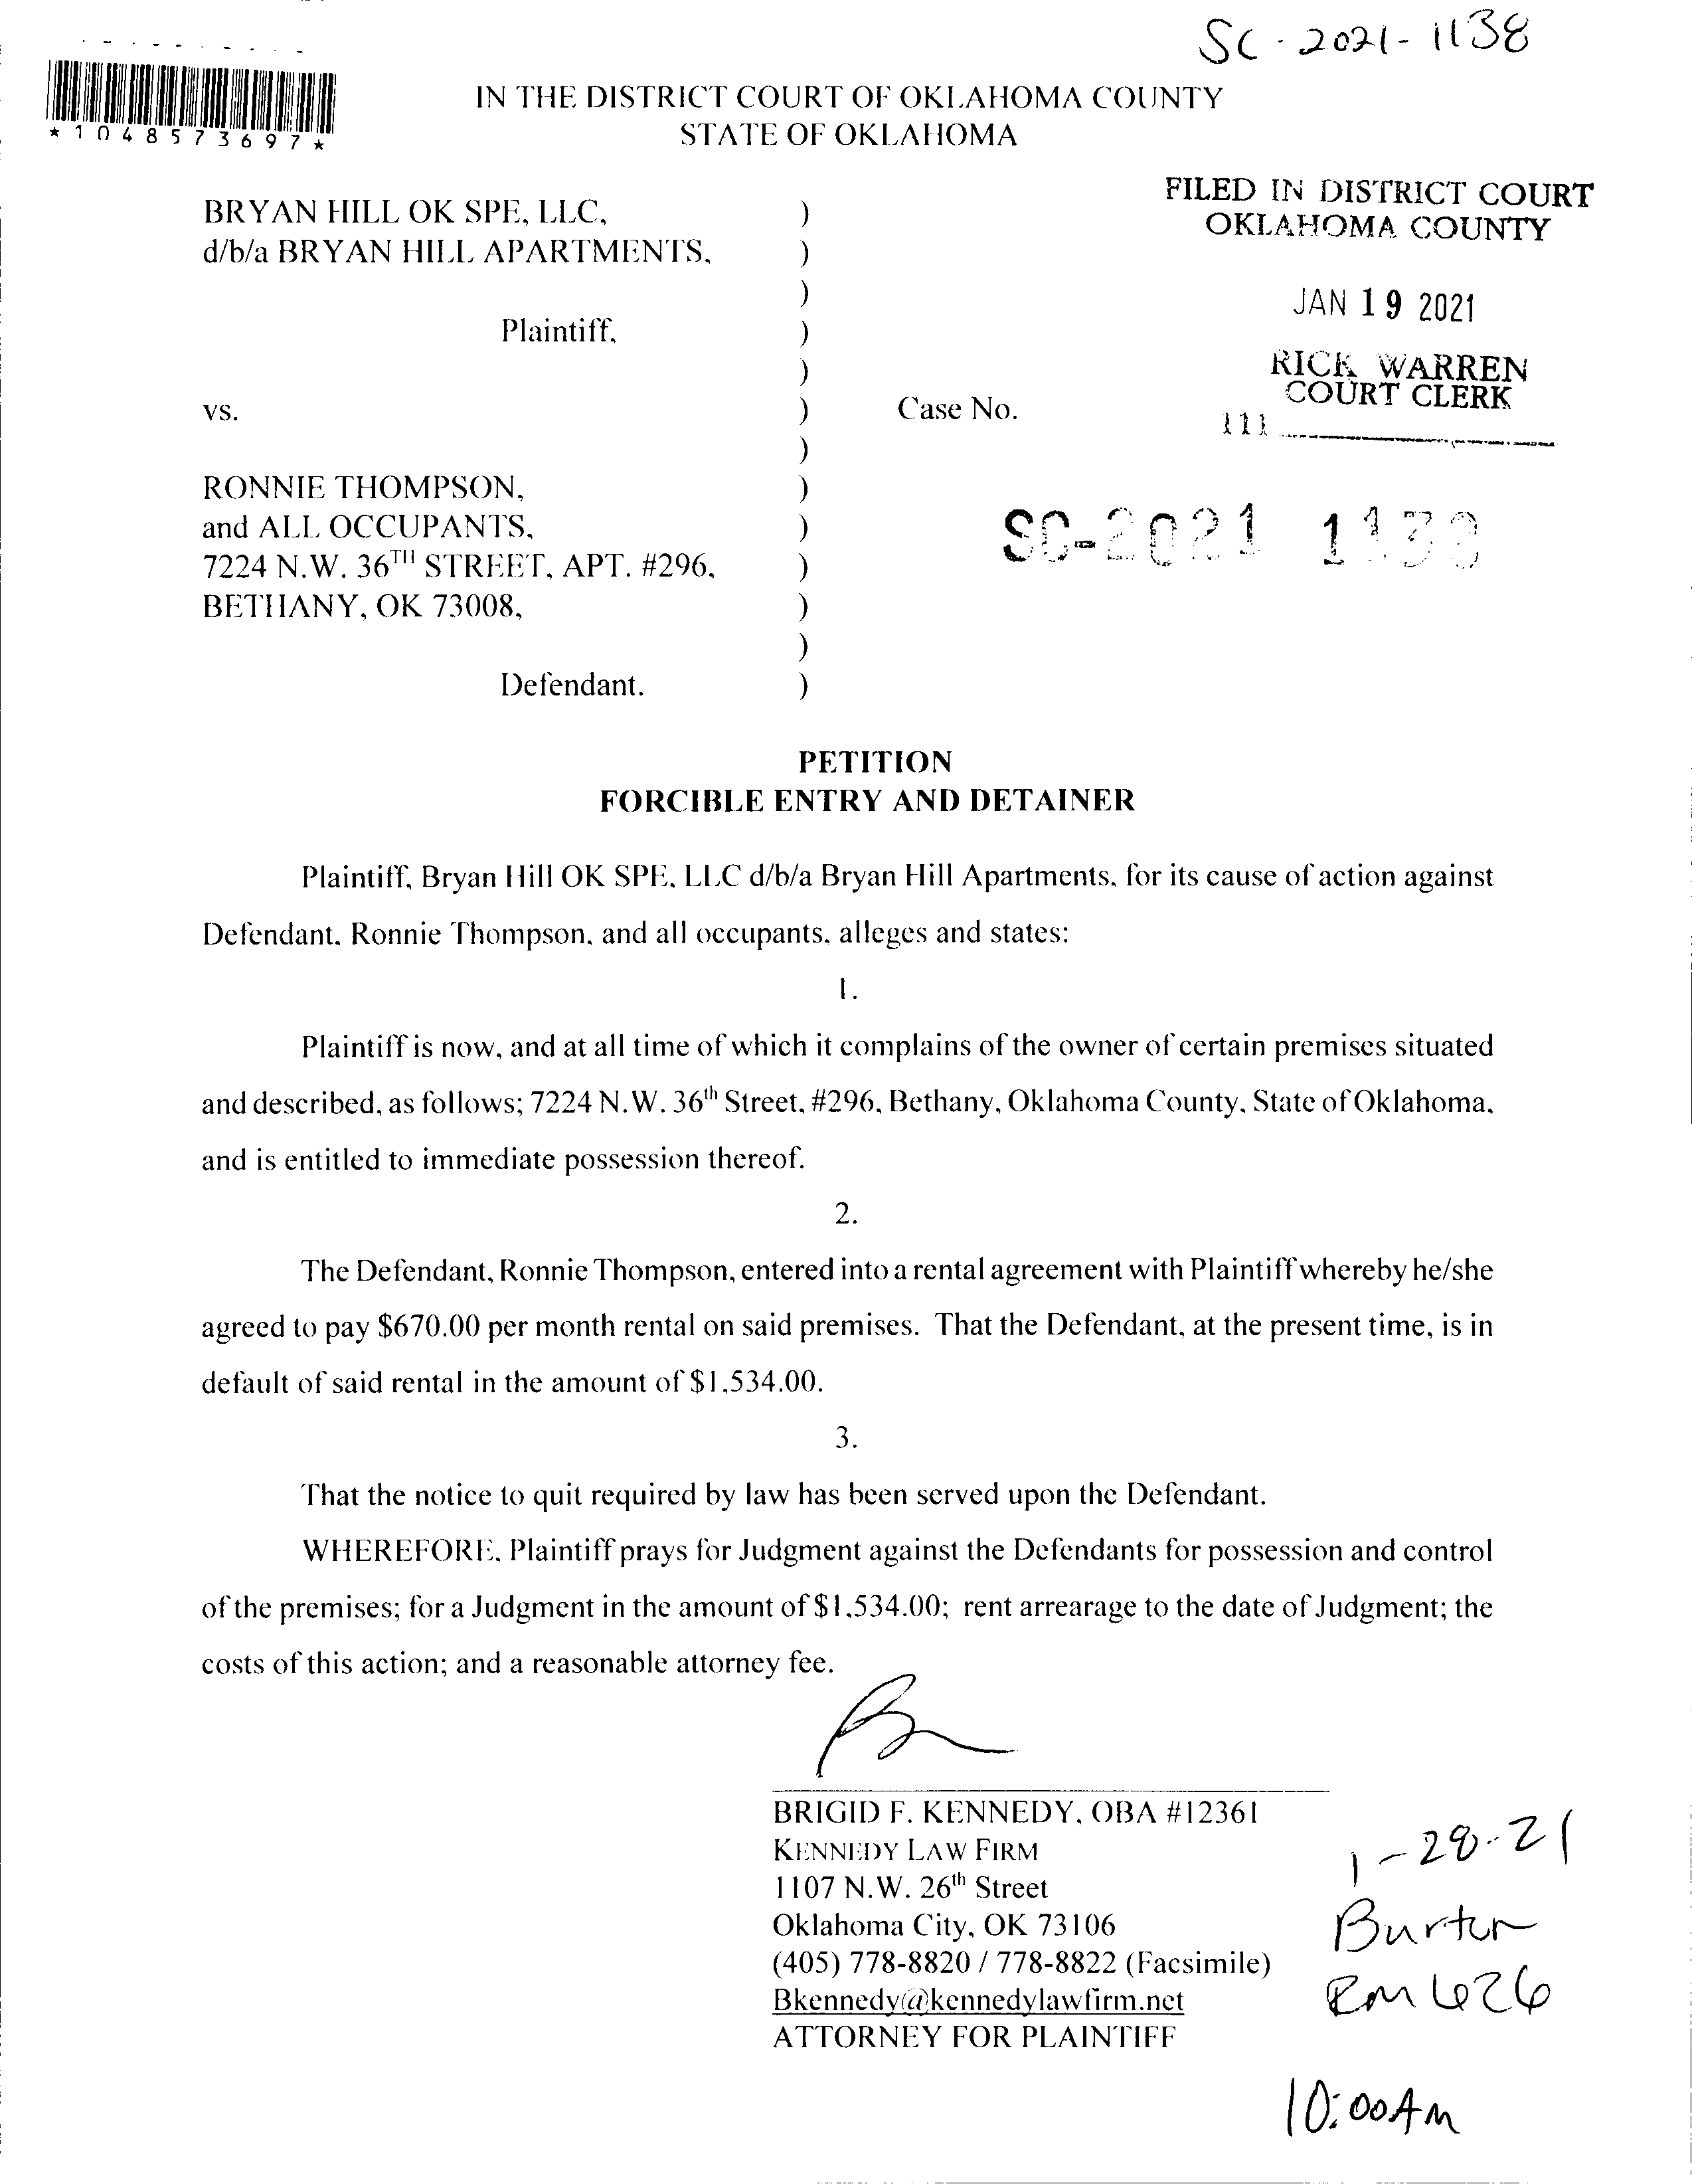 SC-2021-1138
*1048573697*
IN THE DISTRICT COURT OF OKLAHOMA COUNTY
STATE OF OKLAHOMA
FILED IN DISTRICT COURT
OKLAHOMA COUNTY
JAN 19 2021
RICK WARREN
COURT CLERK
111
BRYAN HILL OK SPE, LLC, )
d/b/a BRYAN HILL APARTMENTS, )
)
Plaintiff, )
)
vs. ) Case No.
)
RONNIE THOMPSON, )
and ALL OCCUPANTS, ) SC-2021 1138
7224 N.W. 36TH STREET, APT. #296, )
BETHANY, OK 73008, )
)
Defendant. )
PETITION
FORCIBLE ENTRY AND DETAINER
Plaintiff, Bryan Hill OK SPE, LLC d/b/a Bryan Hill Apartments, for its cause of action against
Defendant, Ronnie Thompson, and all occupants, alleges and states:
1.
Plaintiff is now, and at all time of which it complains of the owner of certain premises situated
and described, as follows; 7224 N.W. 36th Street, #296, Bethany, Oklahoma County, State of Oklahoma,
and is entitled to immediate possession thereof.
2.
The Defendant, Ronnie Thompson, entered into a rental agreement with Plaintiff whereby he/she
agreed to pay $670.00 per month rental on said premises. That the Defendant, at the present time, is in
default of said rental in the amount of $1,534.00.
3.
That the notice to quit required by law has been served upon the Defendant.
WHEREFORE, Plaintiff prays for Judgment against the Defendants for possession and control
of the premises; for a Judgment in the amount of $1,534.00; rent arrearage to the date of Judgment; the
costs of this action; and a reasonable attorney fee.
BRIGID F. KENNEDY, OBA #12361
KENNEDY LAW FIRM
1107 N.W. 26th Street
Oklahoma City, OK 73106
(405) 778-8820 / 778-8822 (Facsimile)
Bkennedy@kennedylawfirm.net
ATTORNEY FOR PLAINTIFF
1-28-21
Burton
Rm 626
10:00 AM